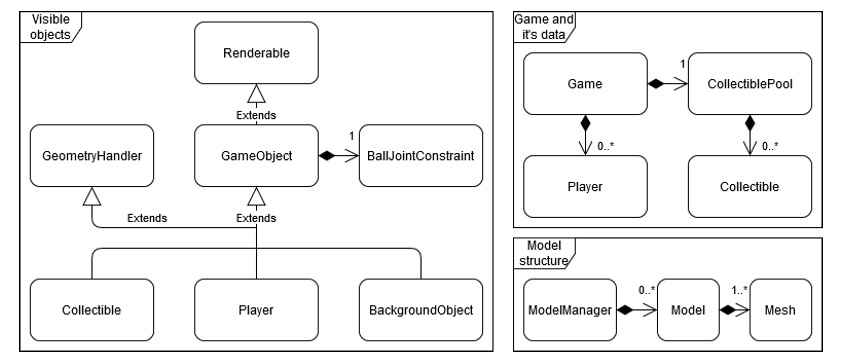 Visible
objects
Renderable
Extends
GeometryHandler
GameObject
1
BallJointConstraint
Extends
Extends
Collectible
Player
BackgroundObject
Game and
it's data
Game
1
CollectiblePool
0..*
0..*
Player
Collectible
Model
structure
ModelManager
0..*
Model
1..*
Mesh